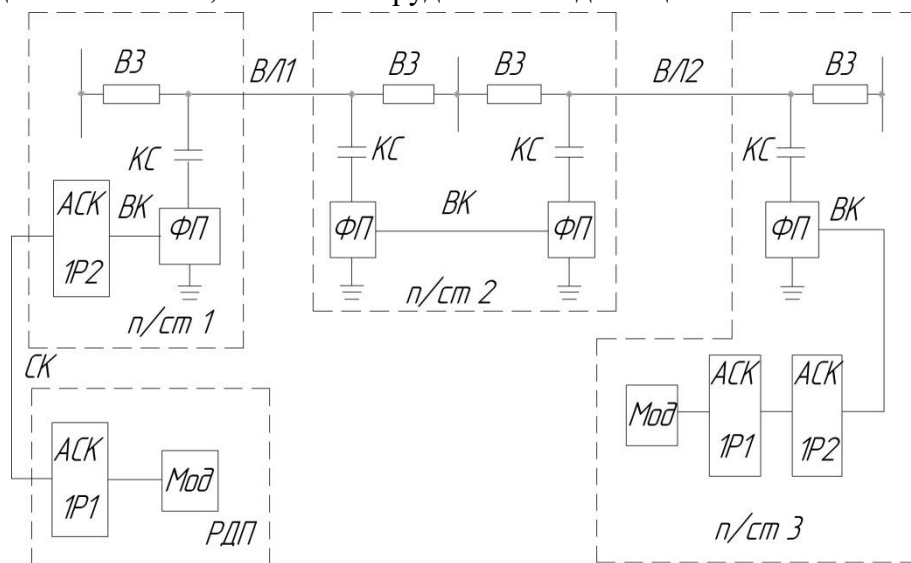 ВЗ
ВЛ1
ВЗ
ВЗ
ВЛ2
ВЗ
КС
КС
КС
КС
АСК
1Р2
ВК
ФП
ФП
ВК
ФП
ФП
ВК
п/ст 1
п/ст 2
СК
АСК
1Р1
Мод
РДП
Мод
АСК
1Р1
АСК
1Р2
п/ст 3